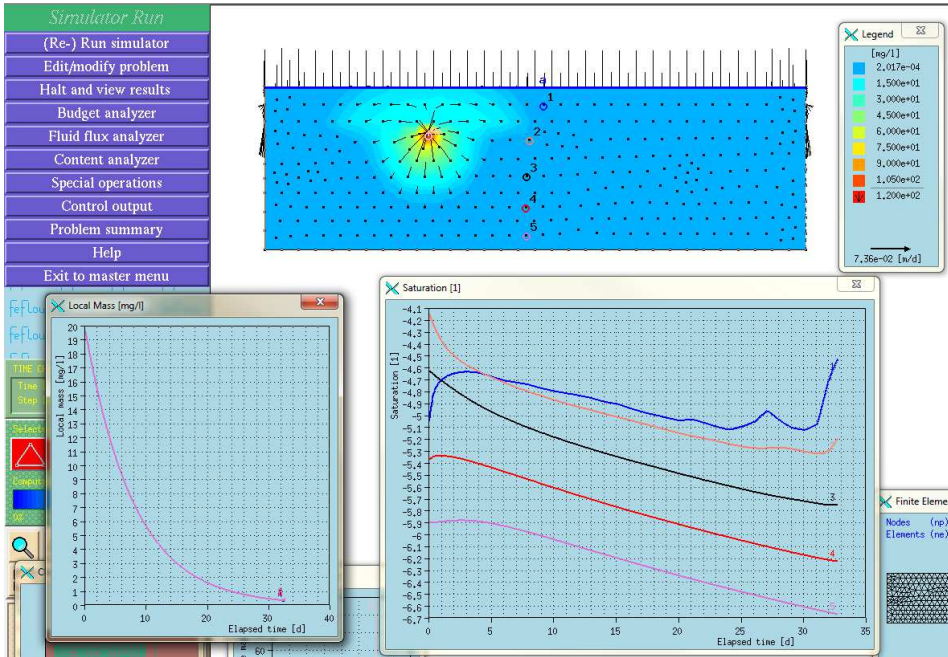 Simulator Run
(Re-) Run simulator
Edit/modify problem
Halt and view results
Budget analyzer
Fluid flux analyzer
Content analyzer
Special operations
Control output
Problem summary
Help
Exit to master menu
a
1
2
3
4
5
Legend
[mg/l]
2.017e-04
1.500e+01
3.000e+01
4.500e+01
6.000e+01
7.500e+01
9.000e+01
1.050e+02
1.200e+02
7.36e-02 [m/d]
Local Mass [mg/l]
20
19
18
17
16
15
14
13
12
11
10
9
8
7
6
5
4
3
2
1
0
Local mass [mg/l]
0 10 20 30 40
Elapsed time [d]
Saturation [1]
-4.1
-4.2
-4.3
-4.4
-4.5
-4.6
-4.7
-4.8
-4.9
-5
-5.1
-5.2
-5.3
-5.4
-5.5
-5.6
-5.7
-5.8
-5.9
-6
-6.1
-6.2
-6.3
-6.4
-6.5
-6.6
-6.7
Saturation [1]
1
3
4
0 5 10 15 20 25 30 35
Elapsed time [d]
Finite Eleme
Nodes (np)
Elements (ne)
60